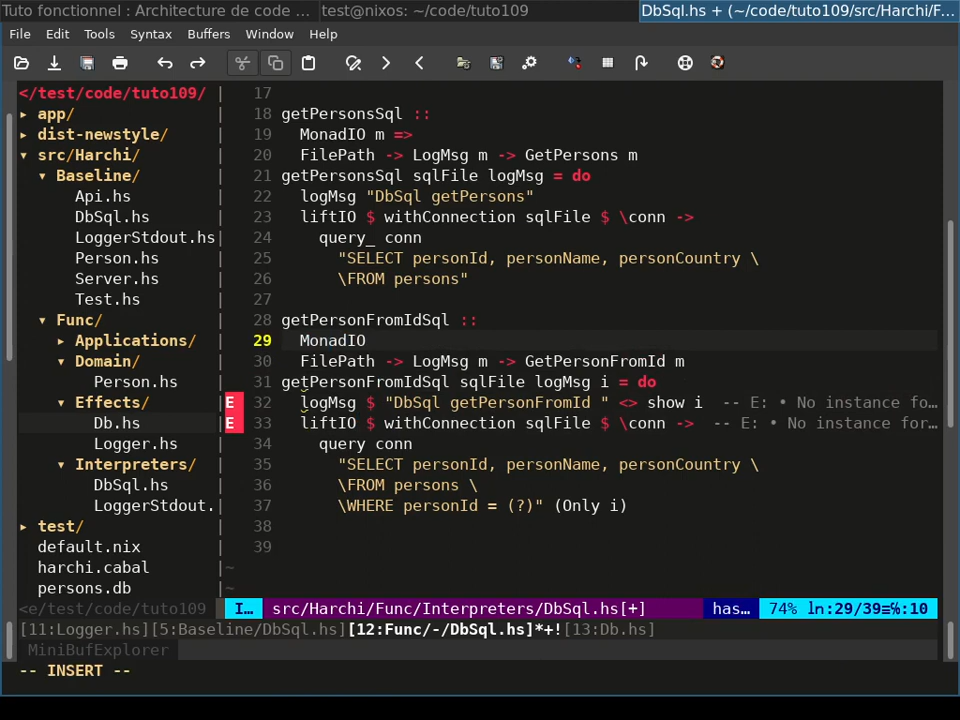 Tuto fonctionnel : Architecture de code ...
test@nixos: ~/code/tuto109
DbSql.hs + (~/code/tuto109/src/Harchi/F...
File Edit Tools Syntax Buffers Window Help
</test/code/tuto109/
▸ app/
▸ dist-newstyle/
▾ src/Harchi/
▾ Baseline/
Api.hs
DbSql.hs
LoggerStdout.hs
Person.hs
Server.hs
Test.hs
▾ Func/
▸ Applications/
▾ Domain/
Person.hs
▾ Effects/
Db.hs
Logger.hs
▾ Interpreters/
DbSql.hs
LoggerStdout.
▸ test/
default.nix
harchi.cabal
persons.db
<e/test/code/tuto109
17
18 getPersonsSql ::
19   MonadIO m =>
20   FilePath -> LogMsg m -> GetPersons m
21 getPersonsSql sqlFile logMsg = do
22   logMsg "DbSql getPersons"
23   liftIO $ withConnection sqlFile $ \conn ->
24     query_ conn
25       "SELECT personId, personName, personCountry \
26       \FROM persons"
27
28 getPersonFromIdSql ::
29   MonadIO
30   FilePath -> LogMsg m -> GetPersonFromId m
31 getPersonFromIdSql sqlFile logMsg i = do
E 32   logMsg $ "DbSql getPersonFromId " <> show i  -- E: • No instance fo…
E 33   liftIO $ withConnection sqlFile $ \conn ->  -- E: • No instance for…
34     query conn
35       "SELECT personId, personName, personCountry \
36       \FROM persons \
37       \WHERE personId = (?)" (Only i)
38
39
~
~
I… src/Harchi/Func/Interpreters/DbSql.hs[+] has… 74% ln:29/39≡℅:10
[11:Logger.hs][5:Baseline/DbSql.hs][12:Func/-/DbSql.hs]*+![13:Db.hs]
MiniBufExplorer
-- INSERT --